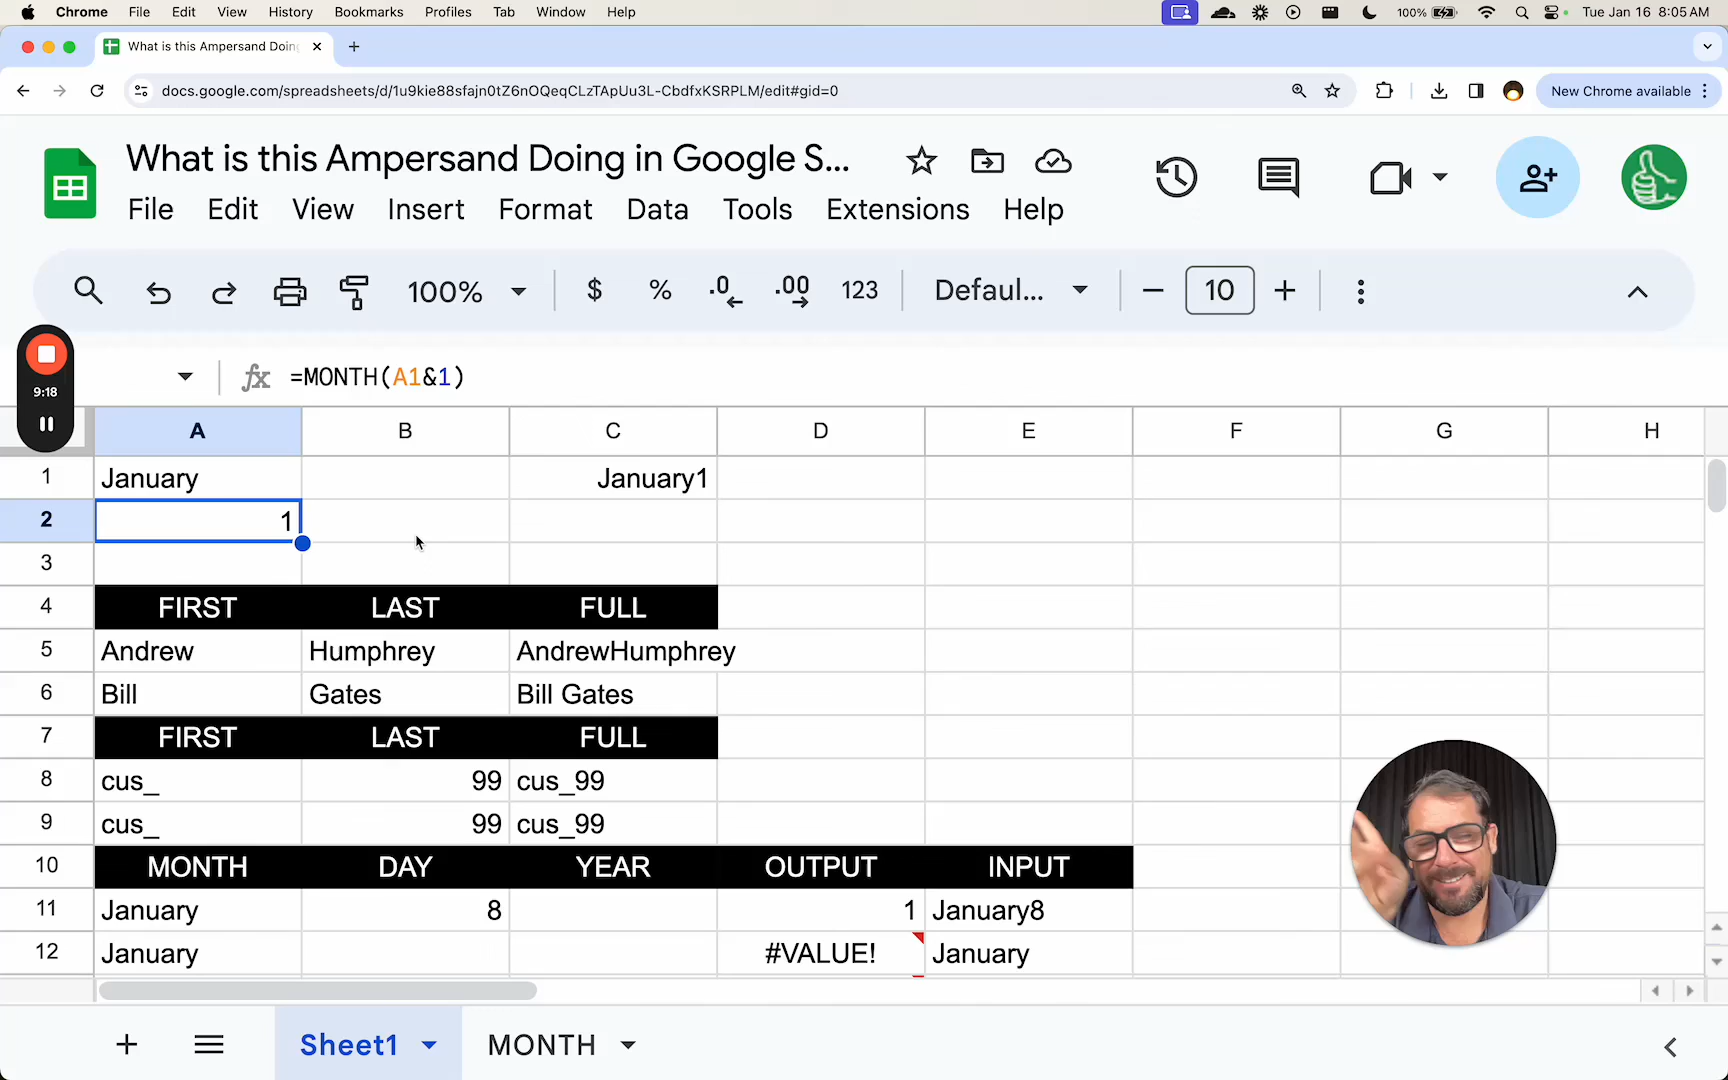 Chrome File Edit View History Bookmarks Profiles Tab Window Help 100% Tue Jan 16 8:05 AM
What is this Ampersand Doin
docs.google.com/spreadsheets/d/1u9kie88sfajn0tZ6nOQeqCLzTApUu3L-CbdfxKSRPLM/edit#gid=0 New Chrome available
What is this Ampersand Doing in Google S...
File Edit View Insert Format Data Tools Extensions Help
100% $ % .0 .00 123 Defaul... 10
9:18
fx =MONTH(A1&1)
A B C D E F G H
1 January January1
2 1
3
4 FIRST LAST FULL
5 Andrew Humphrey AndrewHumphrey
6 Bill Gates Bill Gates
7 FIRST LAST FULL
8 cus_ 99 cus_99
9 cus_ 99 cus_99
10 MONTH DAY YEAR OUTPUT INPUT
11 January 8 1 January8
12 January #VALUE! January
Sheet1 MONTH